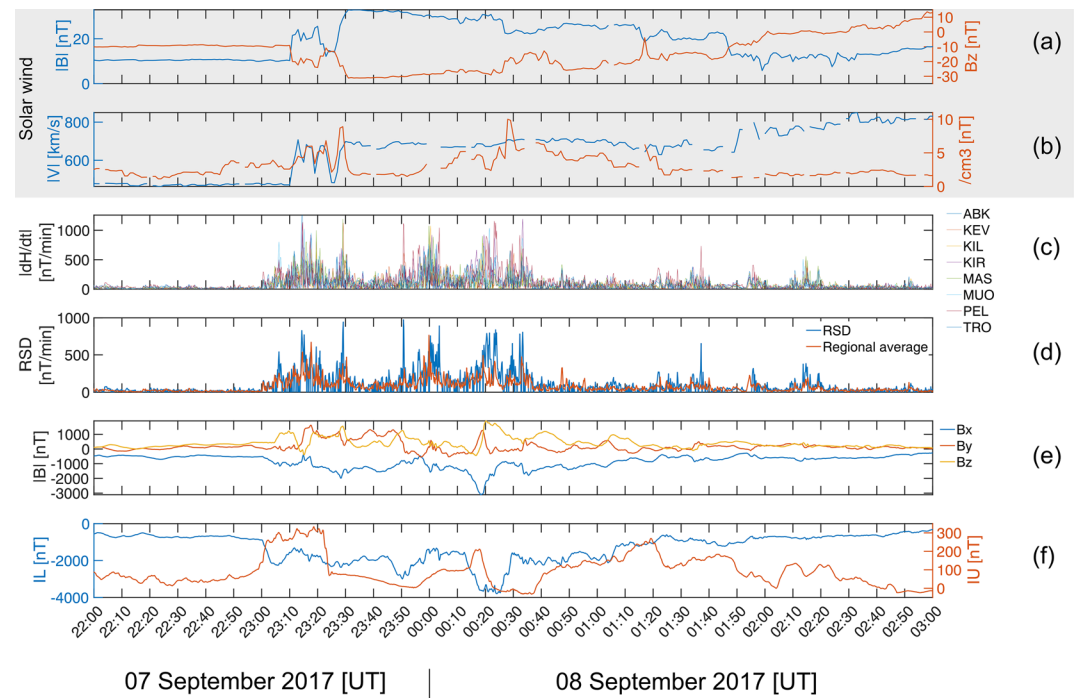 Solar wind
|B| [nT]
20
0
10
0
-10
-20
-30
Bz [nT]
(a)
|V| [km/s]
800
600
10
5
0
/cm3 [nT]
(b)
|dH/dt|
[nT/min]
1000
500
0
ABK
KEV
KIL
KIR
MAS
MUO
PEL
TRO
(c)
RSD
[nT/min]
1000
500
0
RSD
Regional average
(d)
|B| [nT]
1000
0
-1000
-2000
-3000
Bx
By
Bz
(e)
IL [nT]
0
-2000
-4000
300
200
100
0
IU [nT]
(f)
22:00 22:10 22:20 22:30 22:40 22:50 23:00 23:10 23:20 23:30 23:40 23:50 00:00 00:10 00:20 00:30 00:40 00:50 01:00 01:10 01:20 01:30 01:40 01:50 02:00 02:10 02:20 02:30 02:40 02:50 03:00
07 September 2017 [UT] | 08 September 2017 [UT]